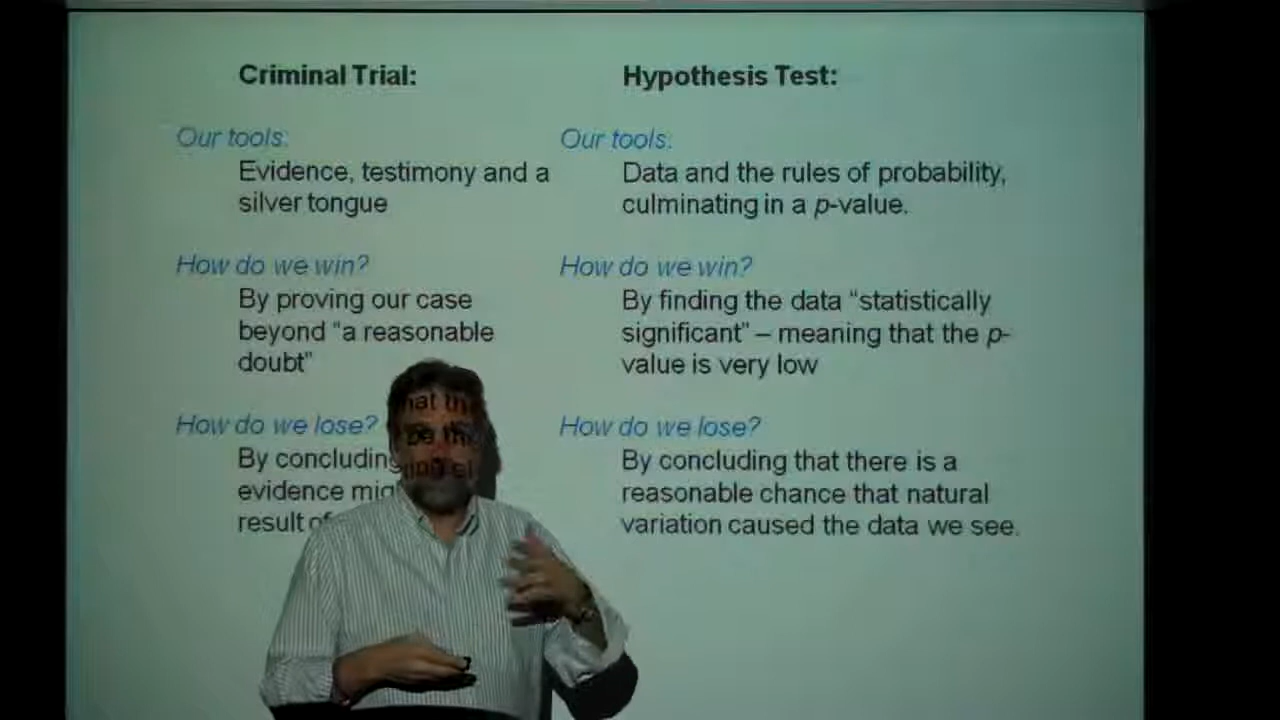 Criminal Trial:
Our tools:
Evidence, testimony and a
silver tongue
How do we win?
By proving our case
beyond “a reasonable
doubt”
How do we lose?
By concluding hat th
evidence be the
result of
Hypothesis Test:
Our tools:
Data and the rules of probability,
culminating in a p-value.
How do we win?
By finding the data “statistically
significant” – meaning that the p-
value is very low
How do we lose?
By concluding that there is a
reasonable chance that natural
variation caused the data we see.